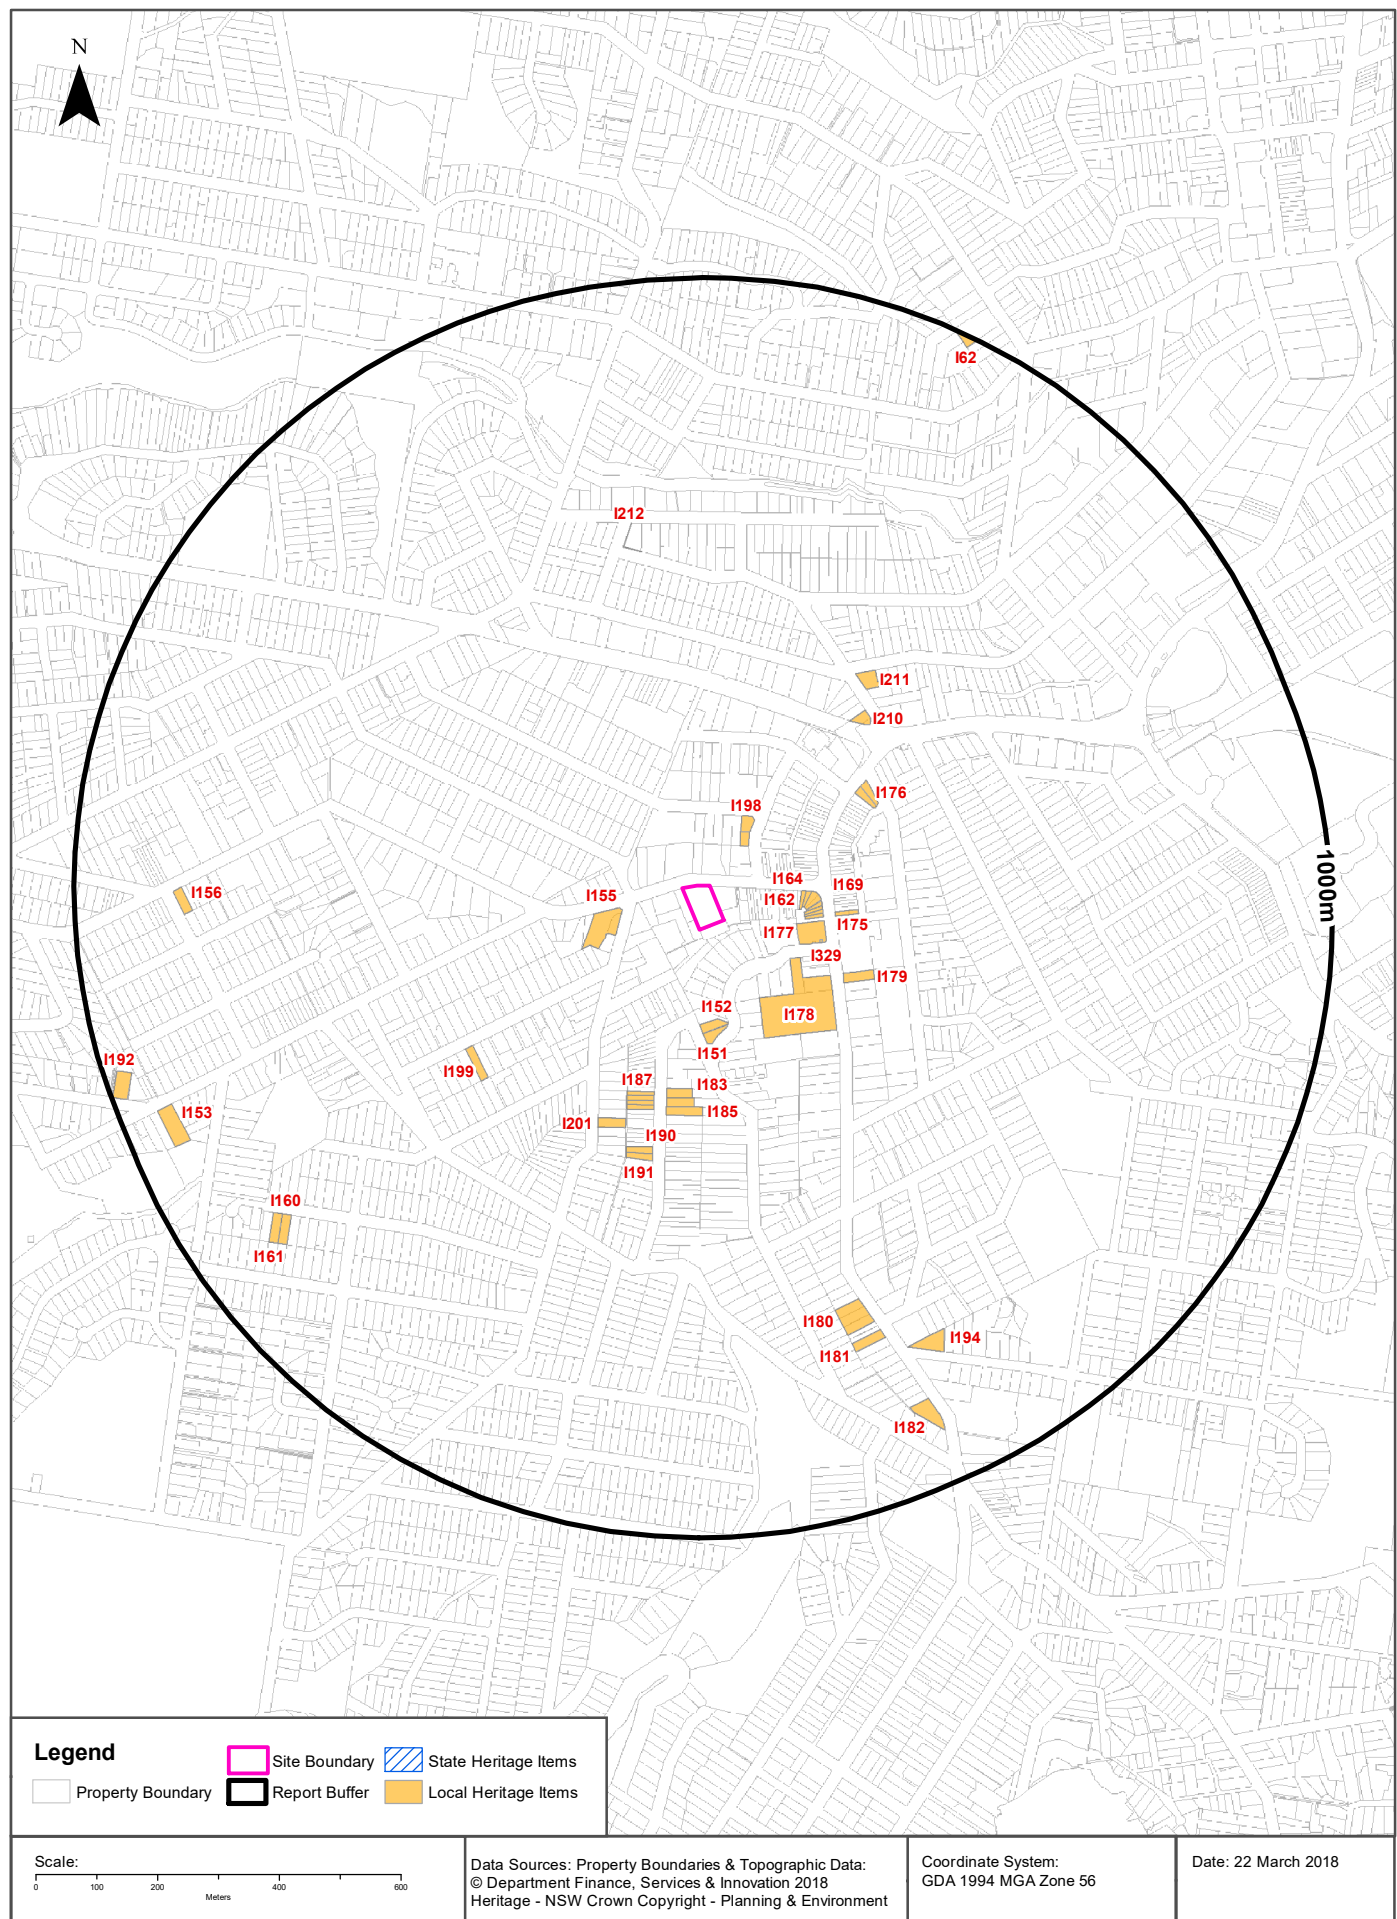 N
I62
I212
I211
I210
I176
I198
I164
I169
I156
I155
I162
I175
I177
I329
I179
I152
I178
I151
I192
I199
I187
I183
I153
I185
I201
I190
I191
I160
I161
I180
I194
I181
I182
1000m
Legend
Site Boundary
State Heritage Items
Property Boundary
Report Buffer
Local Heritage Items
Scale:
0 100 200 400 600
Meters
Data Sources: Property Boundaries & Topographic Data:
© Department Finance, Services & Innovation 2018
Heritage - NSW Crown Copyright - Planning & Environment
Coordinate System:
GDA 1994 MGA Zone 56
Date: 22 March 2018